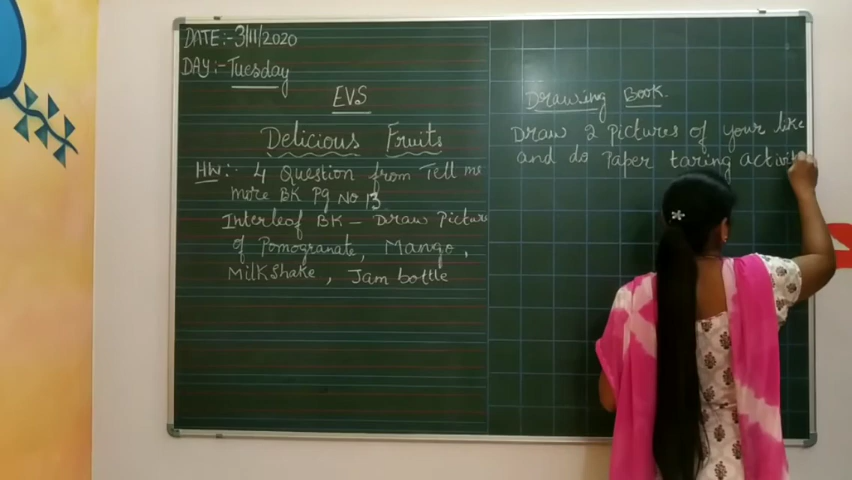 DATE:-3/11/2020
DAY:-Tuesday
EVS
Delicious Fruits
HW:- 4 Question from Tell me
more BK Pg No 13.
Interleaf BK - Draw Picture
of Pomogranate, Mango,
MilkShake, Jam bottle
Drawing Book.
Draw 2 Pictures of your like
and do Paper taring activit